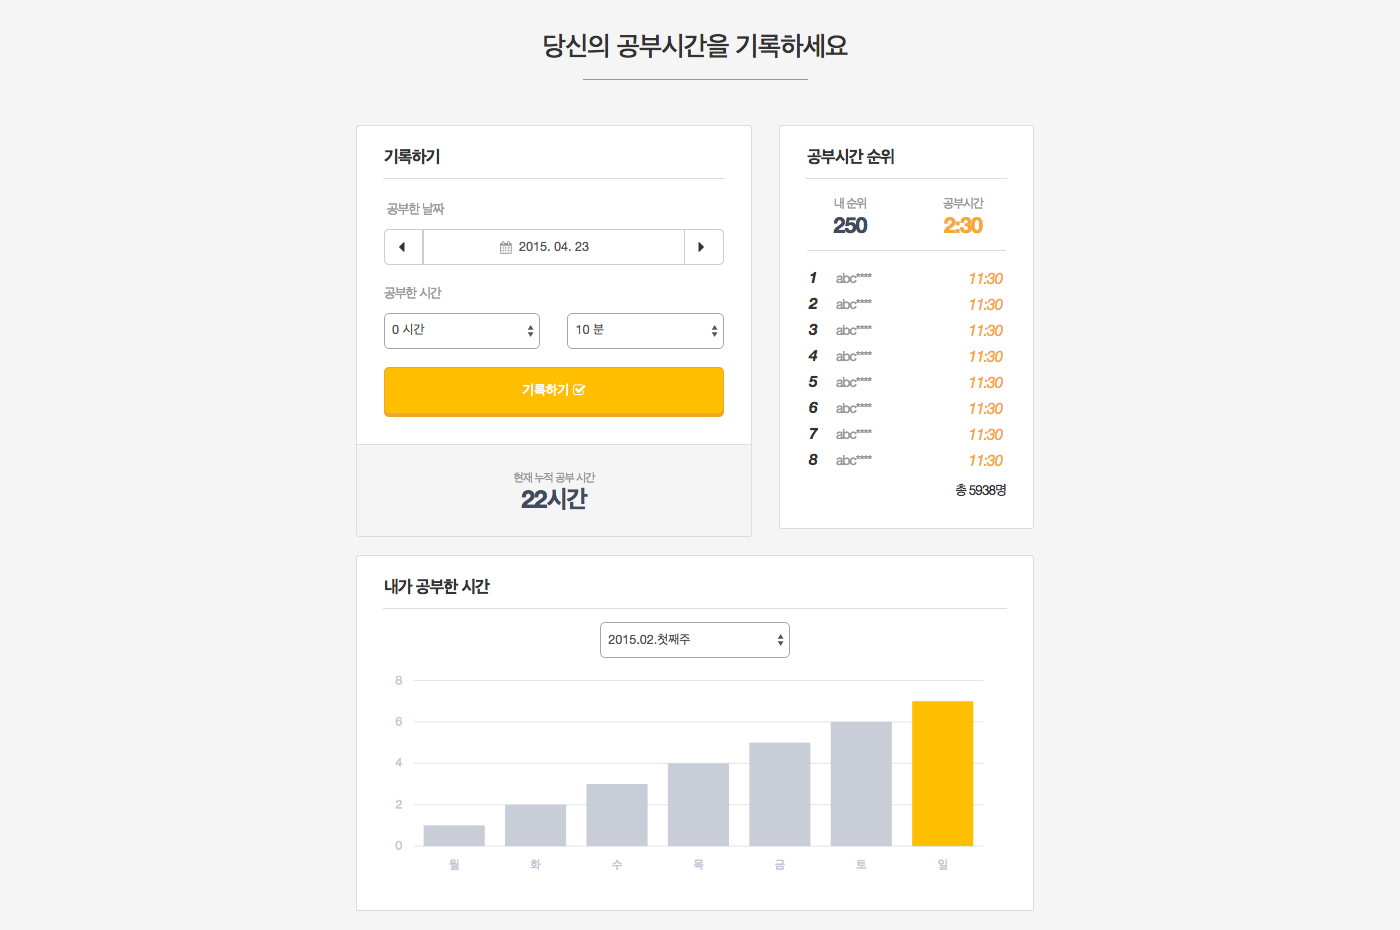 당신의 공부시간을 기록하세요
기록하기
공부한 날짜
2015. 04. 23
공부한 시간
0 시간
10 분
기록하기
현재 누적 공부 시간
22시간
공부시간 순위
내 순위 공부시간
250 2:30
1 abc**** 11:30
2 abc**** 11:30
3 abc**** 11:30
4 abc**** 11:30
5 abc**** 11:30
6 abc**** 11:30
7 abc**** 11:30
8 abc**** 11:30
총 5938명
내가 공부한 시간
2015.02.첫째주
8
6
4
2
0
월 화 수 목 금 토 일